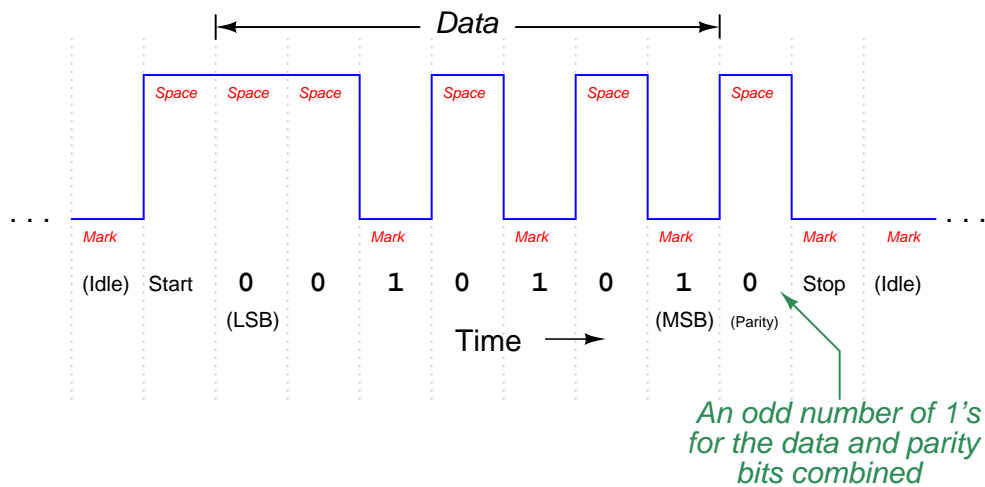 Data
Space Space Space Space Space Space
. . . . . .
Mark Mark Mark Mark Mark Mark
(Idle) Start 0 0 1 0 1 0 1 0 Stop (Idle)
(LSB) (MSB) (Parity)
Time
An odd number of 1's
for the data and parity
bits combined